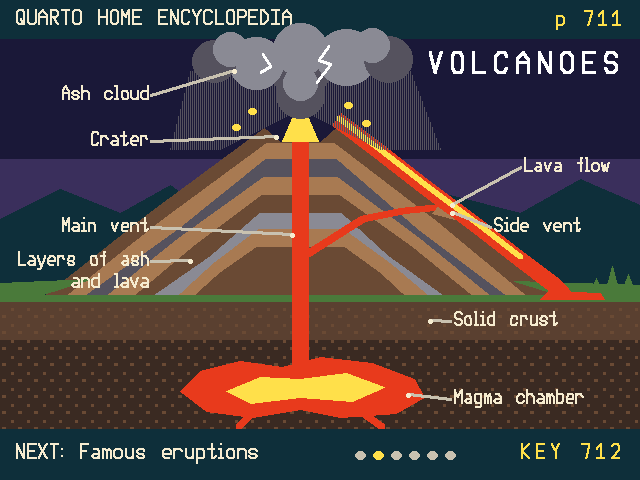 QUARTO HOME ENCYCLOPEDIA
p 711
VOLCANOES
Ash cloud
Crater
Lava flow
Main vent
Side vent
Layers of ash
and lava
Solid crust
Magma chamber
NEXT: Famous eruptions
KEY 712